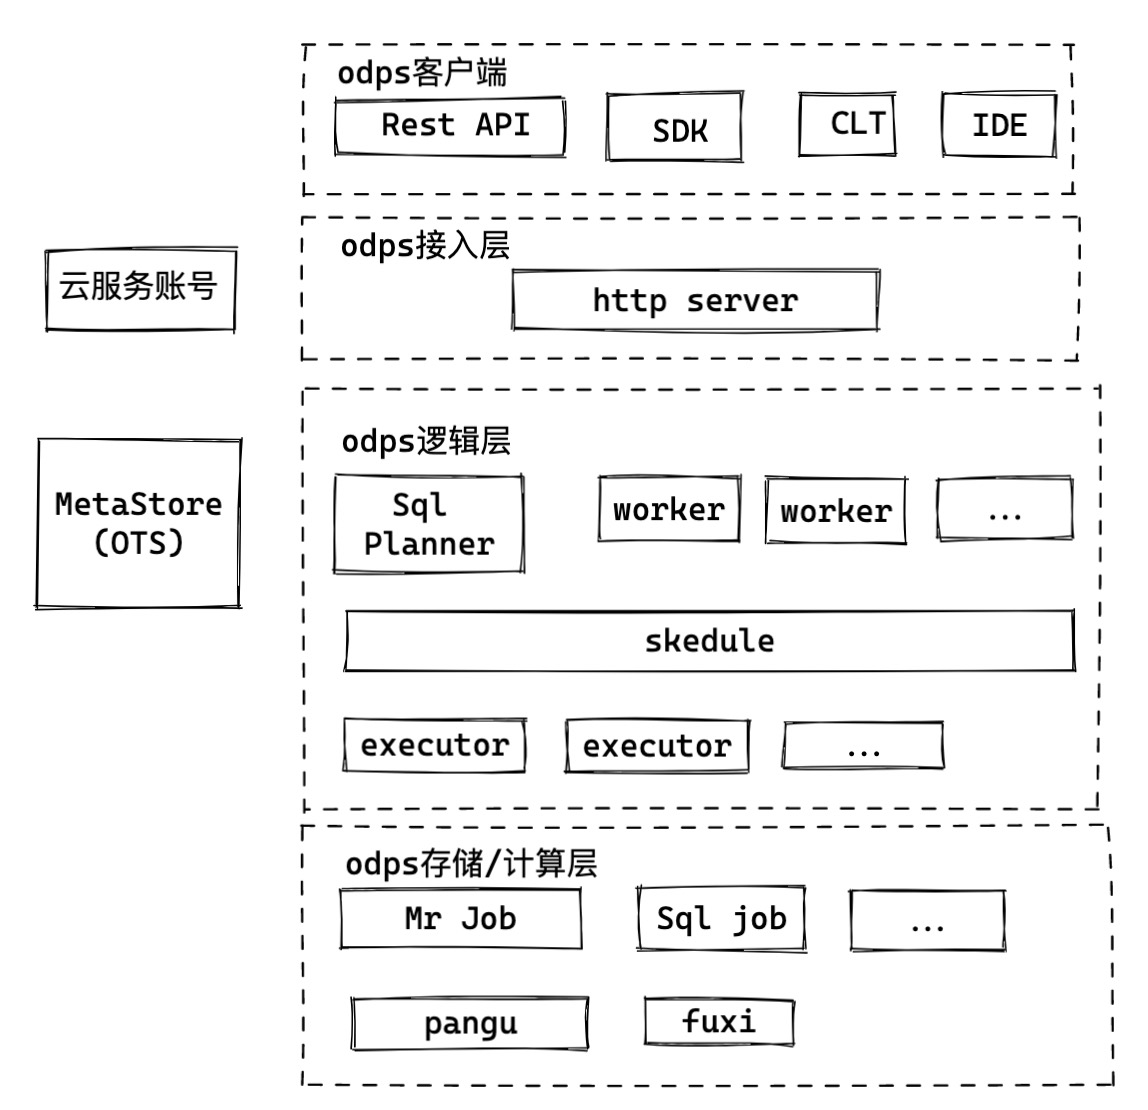 odps客户端
Rest API
SDK
CLT
IDE
云服务账号
odps接入层
http server
MetaStore
(OTS)
odps逻辑层
Sql
Planner
worker
worker
...
skedule
executor
executor
...
odps存储/计算层
Mr Job
Sql job
...
pangu
fuxi